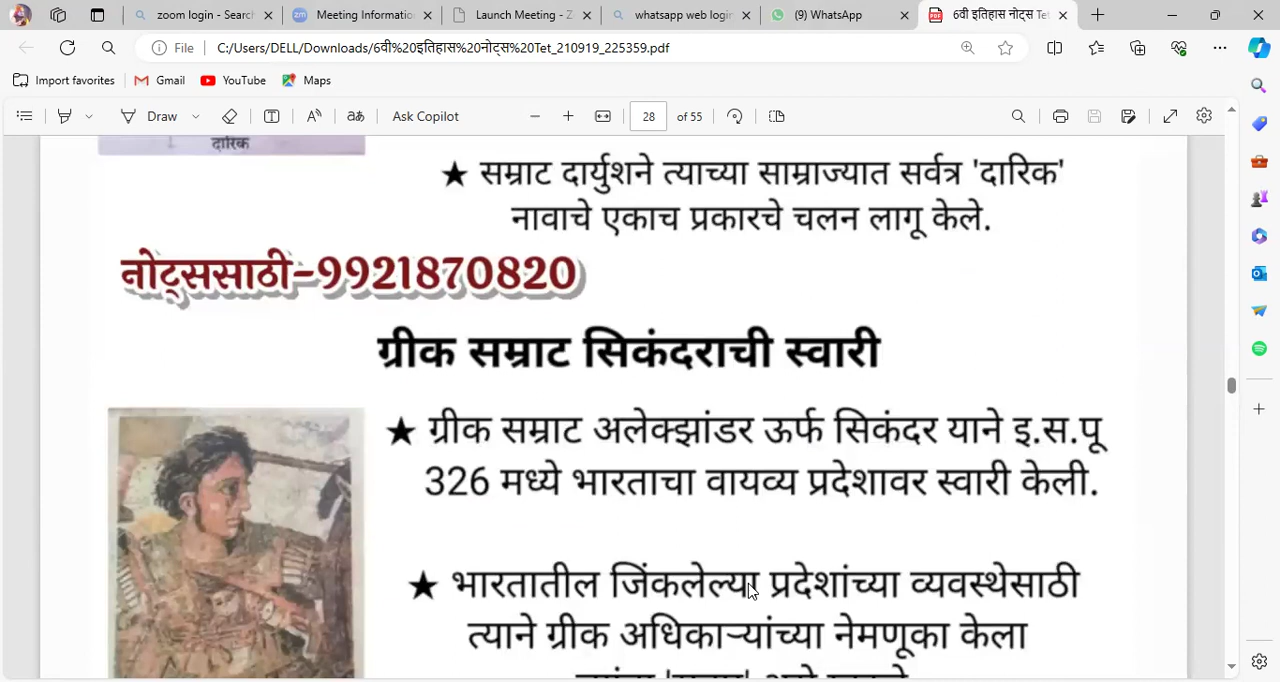 zoom login - Search
Meeting Informatio
Launch Meeting - Z
whatsapp web login
(9) WhatsApp
6वी इतिहास नोट्स Tet
File
C:/Users/DELL/Downloads/6वी%20इतिहास%20नोट्स%20Tet_210919_225359.pdf
Import favorites
Gmail
YouTube
Maps
Draw
Ask Copilot
28
of 55
दारिक
★ सम्राट दार्युशने त्याच्या साम्राज्यात सर्वत्र 'दारिक'
नावाचे एकाच प्रकारचे चलन लागू केले.
नोट्ससाठी-9921870820
ग्रीक सम्राट सिकंदराची स्वारी
★ ग्रीक सम्राट अलेक्झांडर ऊर्फ सिकंदर याने इ.स.पू
326 मध्ये भारताचा वायव्य प्रदेशावर स्वारी केली.
★ भारतातील जिंकलेल्या प्रदेशांच्या व्यवस्थेसाठी
त्याने ग्रीक अधिकाऱ्यांच्या नेमणूका केला